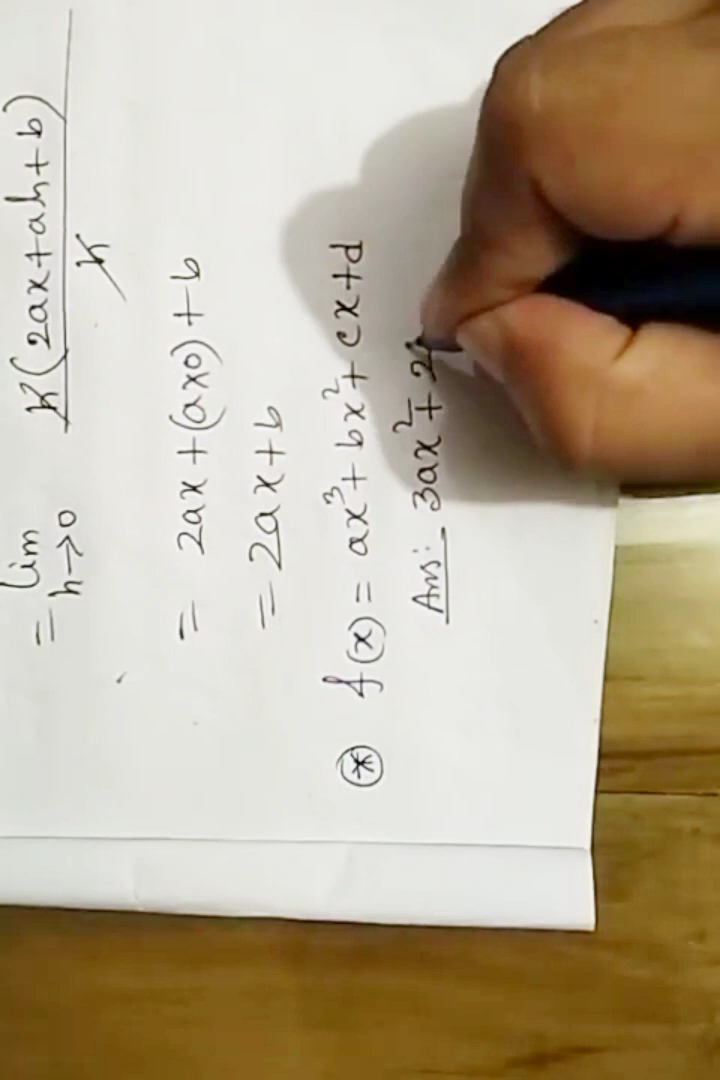 = lim h→0 h(2ax+ah+b)/h
= 2ax+(a×0)+b
= 2ax+b
⊛ f(x) = ax³+bx²+cx+d
Ans: 3ax²+2